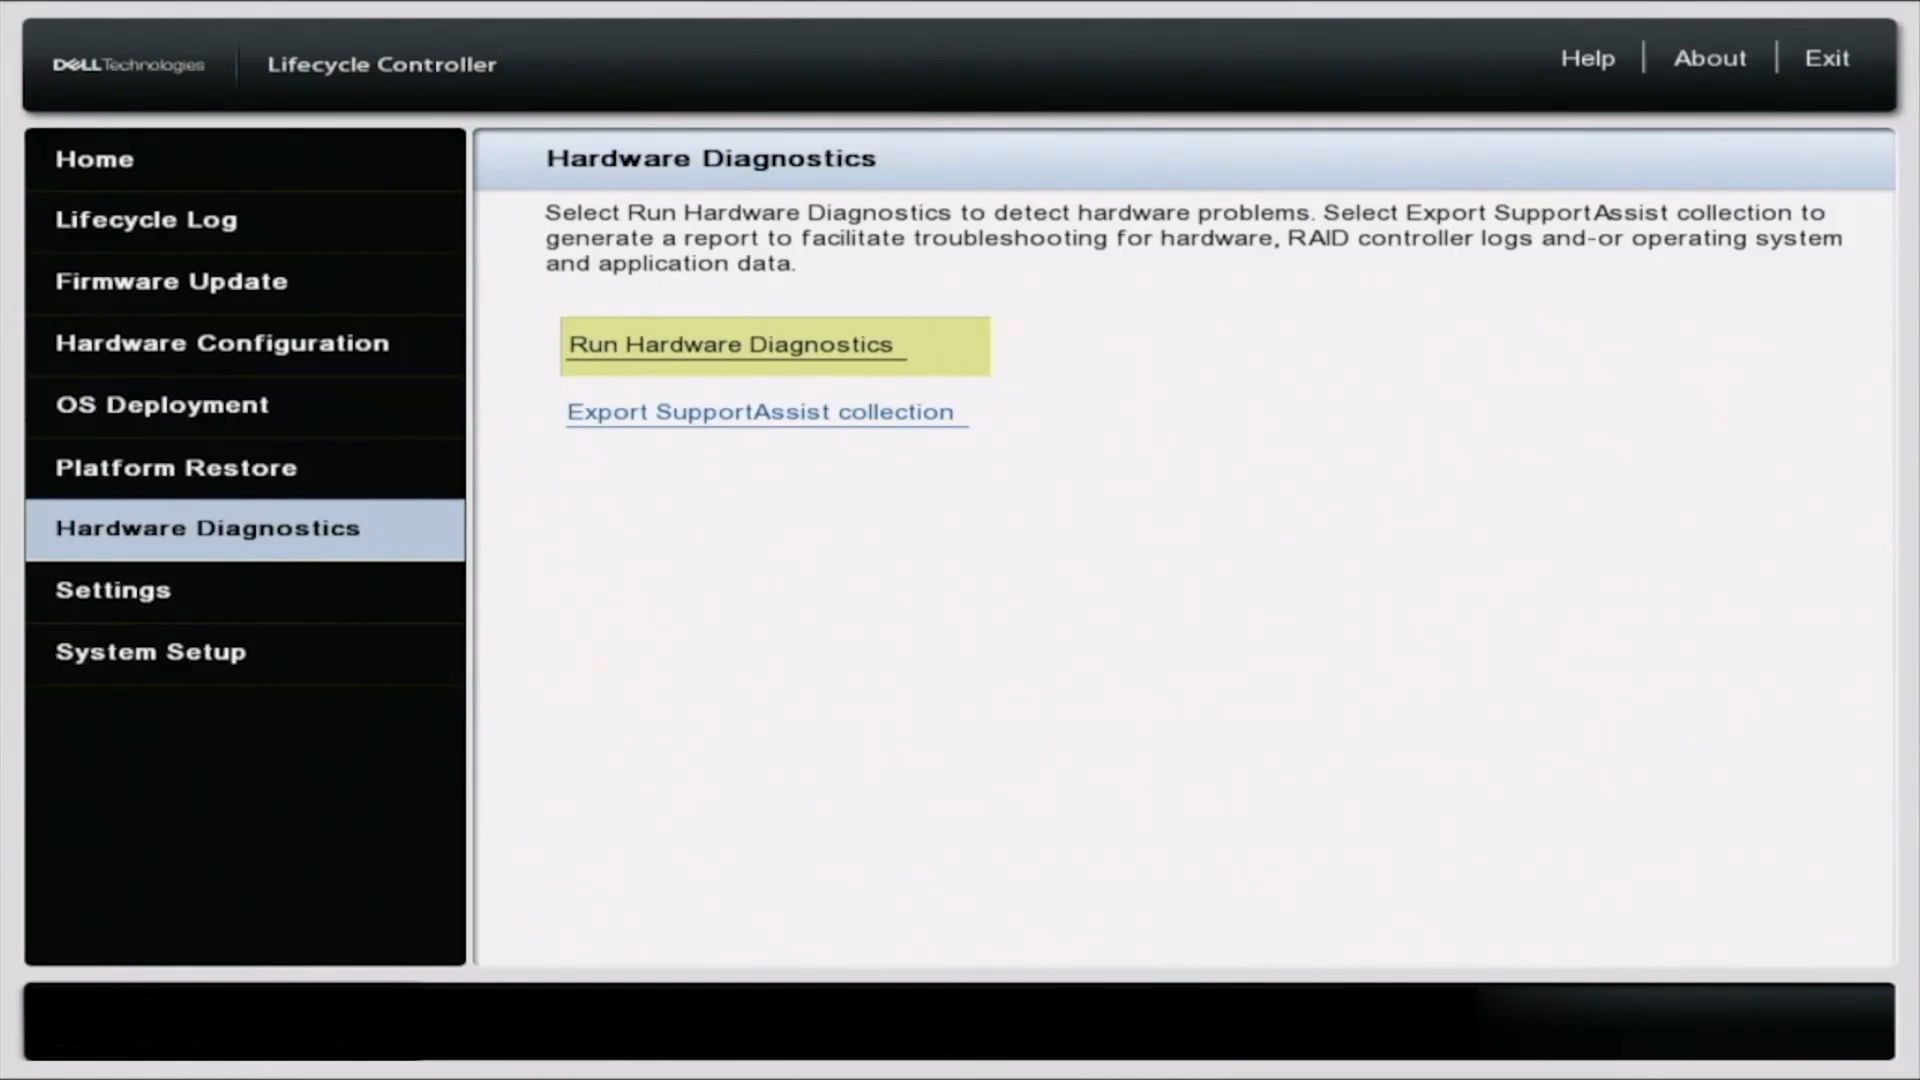 DELLTechnologies
Lifecycle Controller
Help
About
Exit
Home
Lifecycle Log
Firmware Update
Hardware Configuration
OS Deployment
Platform Restore
Hardware Diagnostics
Settings
System Setup
Hardware Diagnostics
Select Run Hardware Diagnostics to detect hardware problems. Select Export SupportAssist collection to
generate a report to facilitate troubleshooting for hardware, RAID controller logs and-or operating system
and application data.
Run Hardware Diagnostics
Export SupportAssist collection